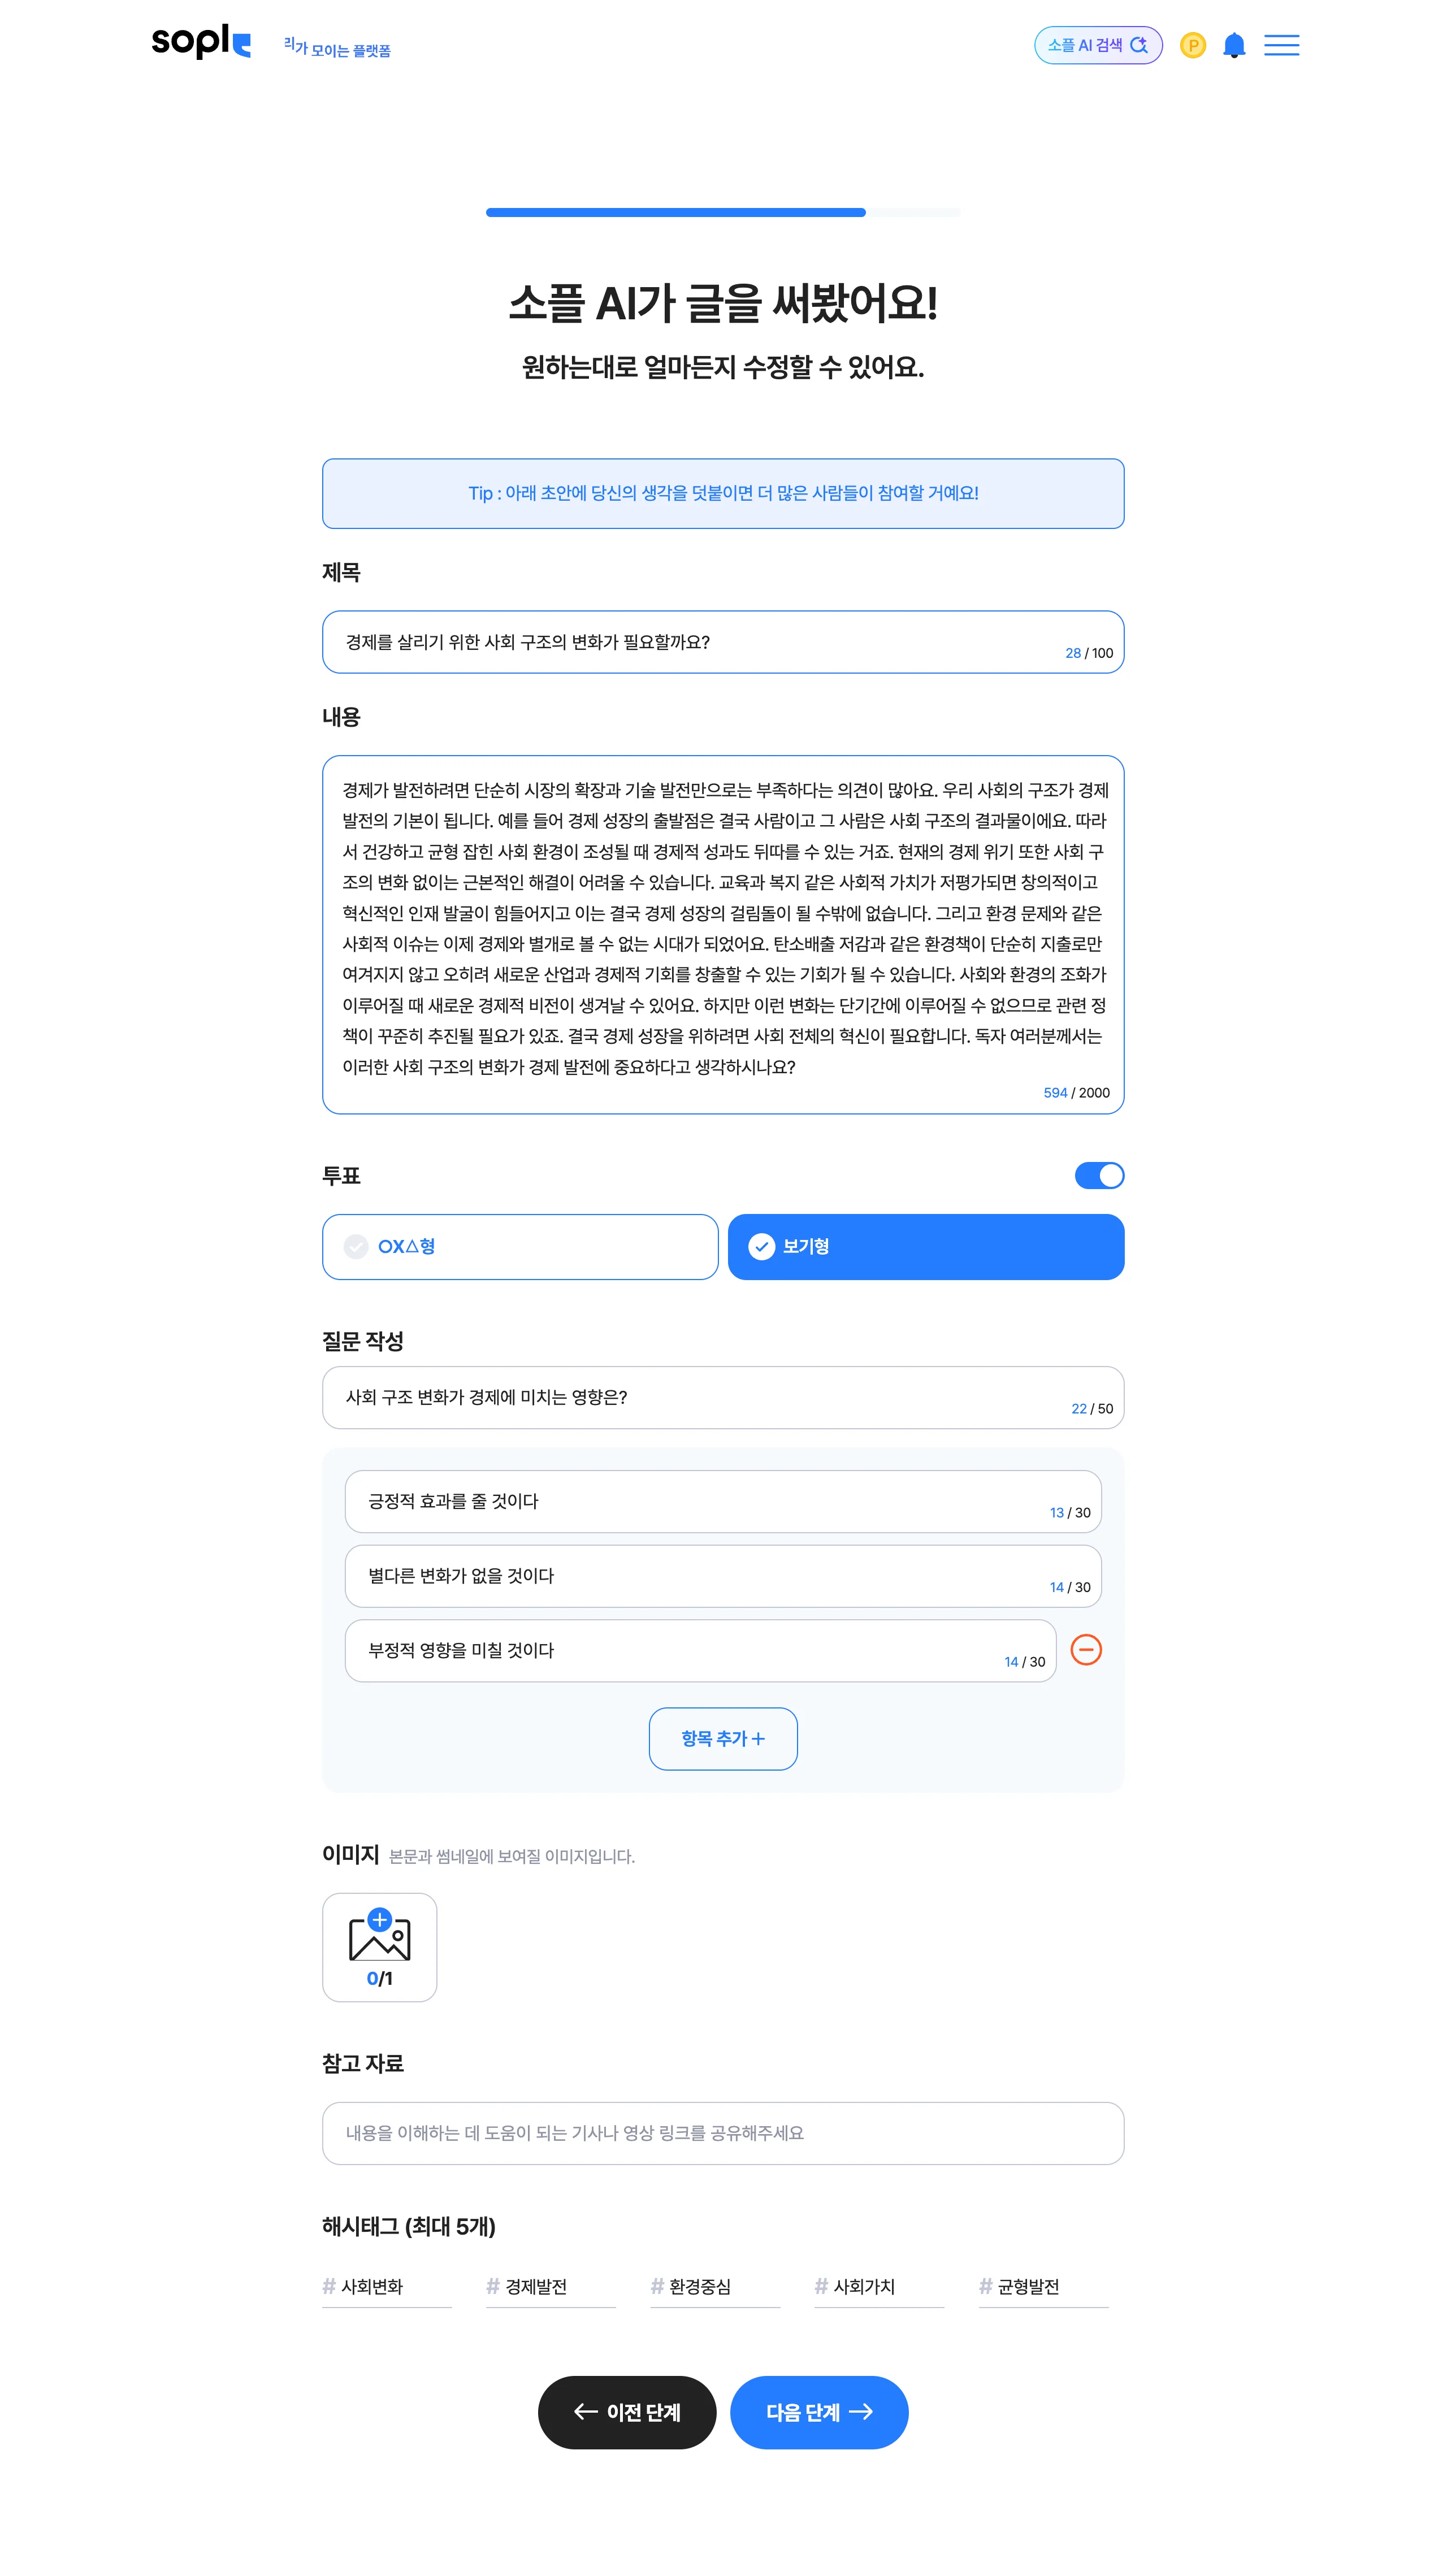 sopl
리가 모이는 플랫폼
소플 AI 검색
P
소플 AI가 글을 써봤어요!
원하는대로 얼마든지 수정할 수 있어요.
Tip : 아래 초안에 당신의 생각을 덧붙이면 더 많은 사람들이 참여할 거예요!
제목
경제를 살리기 위한 사회 구조의 변화가 필요할까요?
28 / 100
내용
경제가 발전하려면 단순히 시장의 확장과 기술 발전만으로는 부족하다는 의견이 많아요. 우리 사회의 구조가 경제
발전의 기본이 됩니다. 예를 들어 경제 성장의 출발점은 결국 사람이고 그 사람은 사회 구조의 결과물이에요. 따라
서 건강하고 균형 잡힌 사회 환경이 조성될 때 경제적 성과도 뒤따를 수 있는 거죠. 현재의 경제 위기 또한 사회 구
조의 변화 없이는 근본적인 해결이 어려울 수 있습니다. 교육과 복지 같은 사회적 가치가 저평가되면 창의적이고
혁신적인 인재 발굴이 힘들어지고 이는 결국 경제 성장의 걸림돌이 될 수밖에 없습니다. 그리고 환경 문제와 같은
사회적 이슈는 이제 경제와 별개로 볼 수 없는 시대가 되었어요. 탄소배출 저감과 같은 환경책이 단순히 지출로만
여겨지지 않고 오히려 새로운 산업과 경제적 기회를 창출할 수 있는 기회가 될 수 있습니다. 사회와 환경의 조화가
이루어질 때 새로운 경제적 비전이 생겨날 수 있어요. 하지만 이런 변화는 단기간에 이루어질 수 없으므로 관련 정
책이 꾸준히 추진될 필요가 있죠. 결국 경제 성장을 위하려면 사회 전체의 혁신이 필요합니다. 독자 여러분께서는
이러한 사회 구조의 변화가 경제 발전에 중요하다고 생각하시나요?
594 / 2000
투표
OX△형
보기형
질문 작성
사회 구조 변화가 경제에 미치는 영향은?
22 / 50
긍정적 효과를 줄 것이다
13 / 30
별다른 변화가 없을 것이다
14 / 30
부정적 영향을 미칠 것이다
14 / 30
항목 추가 +
이미지 본문과 썸네일에 보여질 이미지입니다.
0/1
참고 자료
내용을 이해하는 데 도움이 되는 기사나 영상 링크를 공유해주세요
해시태그 (최대 5개)
# 사회변화 # 경제발전 # 환경중심 # 사회가치 # 균형발전
← 이전 단계
다음 단계 →